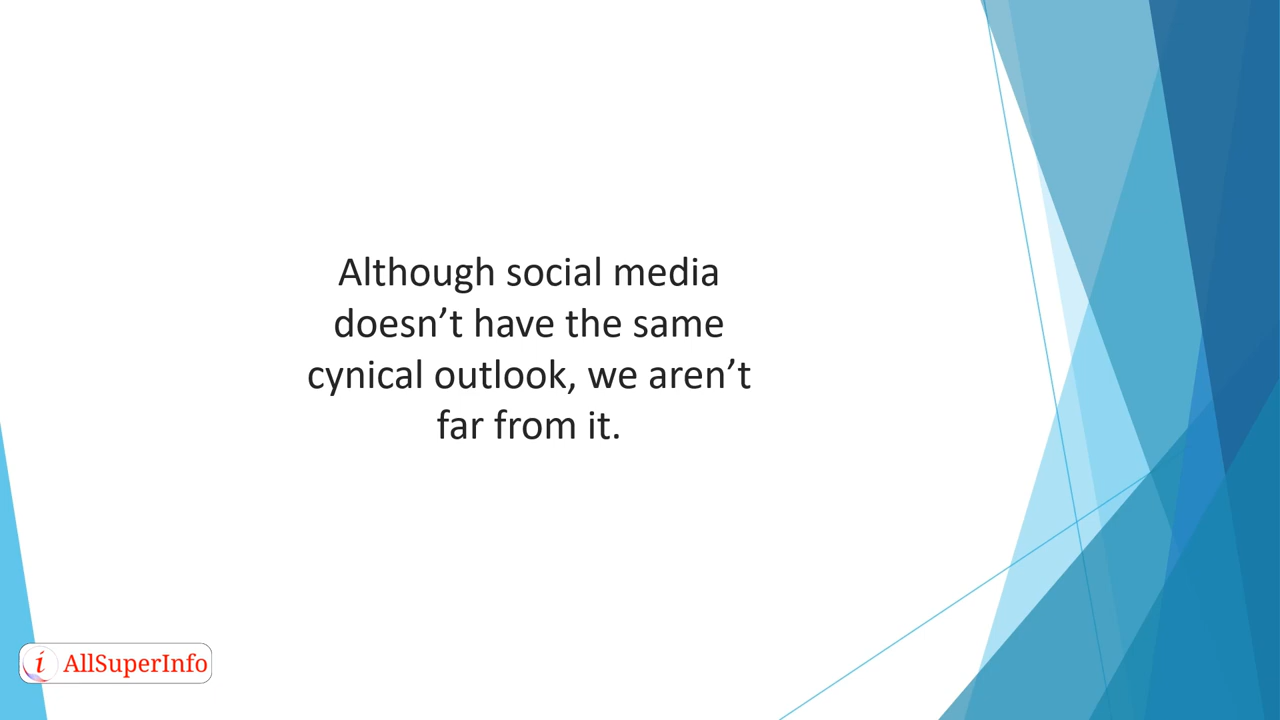 Although social media
doesn’t have the same
cynical outlook, we aren’t
far from it.
i AllSuperInfo